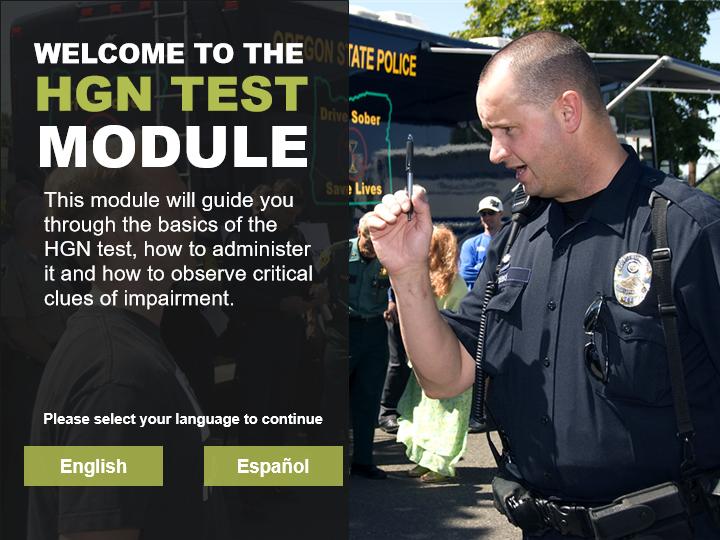 WELCOME TO THE
HGN TEST
MODULE
This module will guide you
through the basics of the
HGN test, how to administer
it and how to observe critical
clues of impairment.
Please select your language to continue
English
Español
OREGON STATE POLICE
Drive Sober
Save Lives